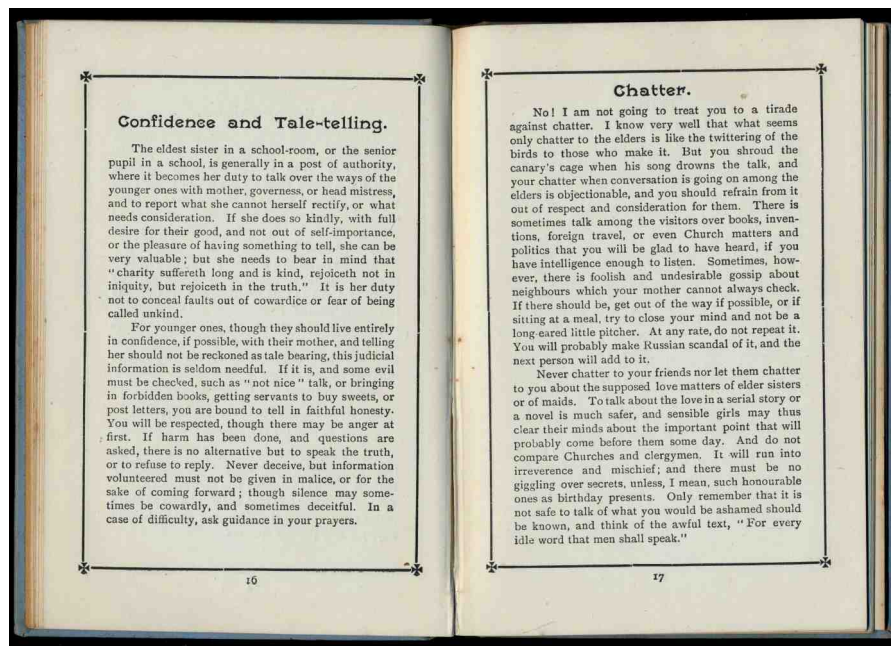 Confidence and Tale-telling.
The eldest sister in a school-room, or the senior
pupil in a school, is generally in a post of authority,
where it becomes her duty to talk over the ways of the
younger ones with mother, governess, or head mistress,
and to report what she cannot herself rectify, or what
needs consideration. If she does so kindly, with full
desire for their good, and not out of self-importance,
or the pleasure of having something to tell, she can be
very valuable; but she needs to bear in mind that
"charity suffereth long and is kind, rejoiceth not in
iniquity, but rejoiceth in the truth." It is her duty
not to conceal faults out of cowardice or fear of being
called unkind.
For younger ones, though they should live entirely
in confidence, if possible, with their mother, and telling
her should not be reckoned as tale bearing, this judicial
information is seldom needful. If it is, and some evil
must be checked, such as "not nice" talk, or bringing
in forbidden books, getting servants to buy sweets, or
post letters, you are bound to tell in faithful honesty.
You will be respected, though there may be anger at
first. If harm has been done, and questions are
asked, there is no alternative but to speak the truth,
or to refuse to reply. Never deceive, but information
volunteered must not be given in malice, or for the
sake of coming forward; though silence may some-
times be cowardly, and sometimes deceitful. In a
case of difficulty, ask guidance in your prayers.
16
Chatter.
No! I am not going to treat you to a tirade
against chatter. I know very well that what seems
only chatter to the elders is like the twittering of the
birds to those who make it. But you shroud the
canary's cage when his song drowns the talk, and
your chatter when conversation is going on among the
elders is objectionable, and you should refrain from it
out of respect and consideration for them. There is
sometimes talk among the visitors over books, inven-
tions, foreign travel, or even Church matters and
politics that you will be glad to have heard, if you
have intelligence enough to listen. Sometimes, how-
ever, there is foolish and undesirable gossip about
neighbours which your mother cannot always check.
If there should be, get out of the way if possible, or if
sitting at a meal, try to close your mind and not be a
long-eared little pitcher. At any rate, do not repeat it.
You will probably make Russian scandal of it, and the
next person will add to it.
Never chatter to your friends nor let them chatter
to you about the supposed love matters of elder sisters
or of maids. To talk about the love in a serial story or
a novel is much safer, and sensible girls may thus
clear their minds about the important point that will
probably come before them some day. And do not
compare Churches and clergymen. It will run into
irreverence and mischief; and there must be no
giggling over secrets, unless, I mean, such honourable
ones as birthday presents. Only remember that it is
not safe to talk of what you would be ashamed should
be known, and think of the awful text, "For every
idle word that men shall speak."
17